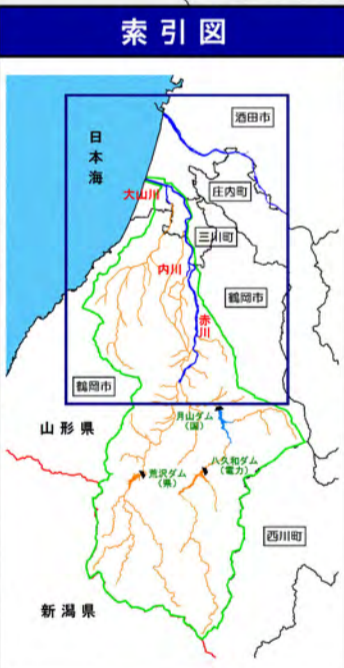 索引図
酒田市
日本海
庄内町
大山川
三川町
内川
鶴岡市
赤川
鶴岡市
月山ダム
(国)
山形県
八久和ダム
(電力)
荒沢ダム
(県)
西川町
新潟県